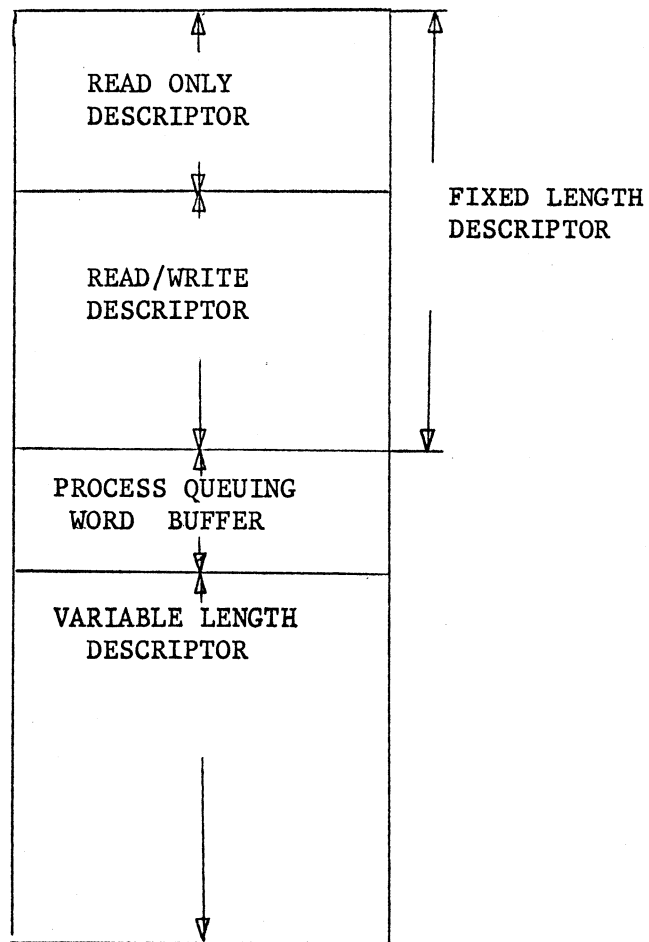 READ ONLY
DESCRIPTOR
READ/WRITE
DESCRIPTOR
FIXED LENGTH
DESCRIPTOR
PROCESS QUEUING
WORD BUFFER
VARIABLE LENGTH
DESCRIPTOR